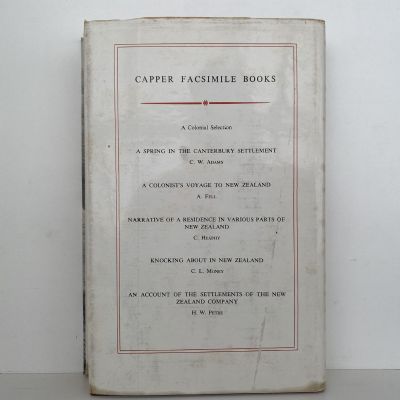 CAPPER FACSIMILE BOOKS
A Colonial Selection
A SPRING IN THE CANTERBURY SETTLEMENT
C. W. ADAMS
A COLONIST'S VOYAGE TO NEW ZEALAND
A. FELL
NARRATIVE OF A RESIDENCE IN VARIOUS PARTS OF
NEW ZEALAND
C. HEAPHY
KNOCKING ABOUT IN NEW ZEALAND
C. L. MONEY
AN ACCOUNT OF THE SETTLEMENTS OF THE NEW
ZEALAND COMPANY
H. W. PETRE